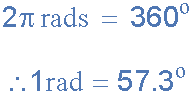 2π rads = 360°
∴1rad = 57.3°